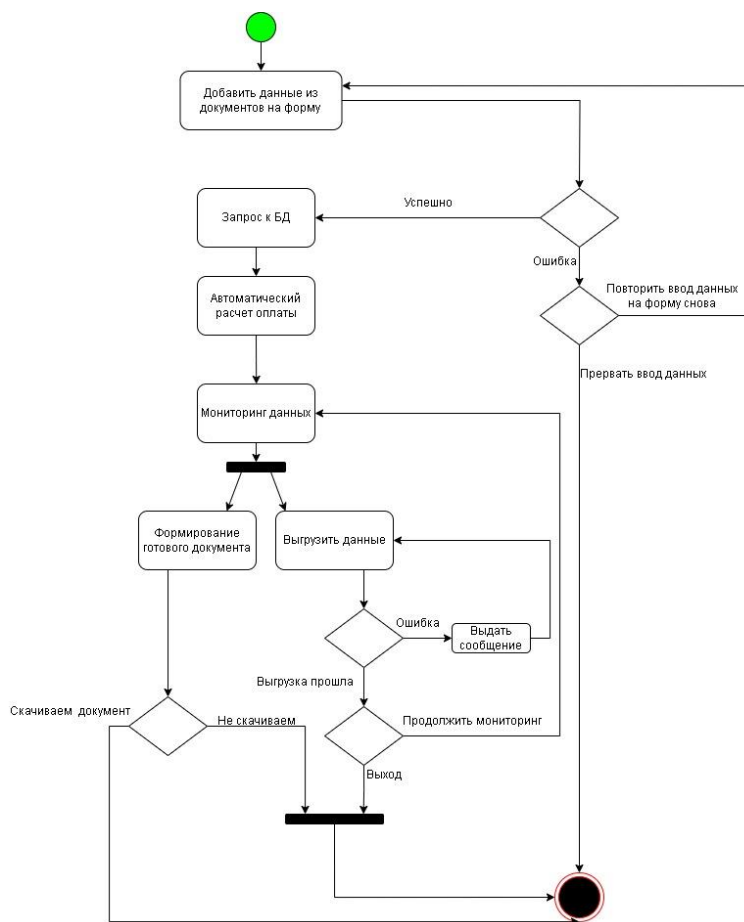 Добавить данные из
документов на форму
Успешно
Запрос к БД
Ошибка
Автоматический
расчет оплаты
Повторить ввод данных
на форму снова
Прервать ввод данных
Мониторинг данных
Формирование
готового документа
Выгрузить данные
Ошибка
Выдать
сообщение
Выгрузка прошла
Скачиваем документ
Не скачиваем
Продолжить мониторинг
Выход